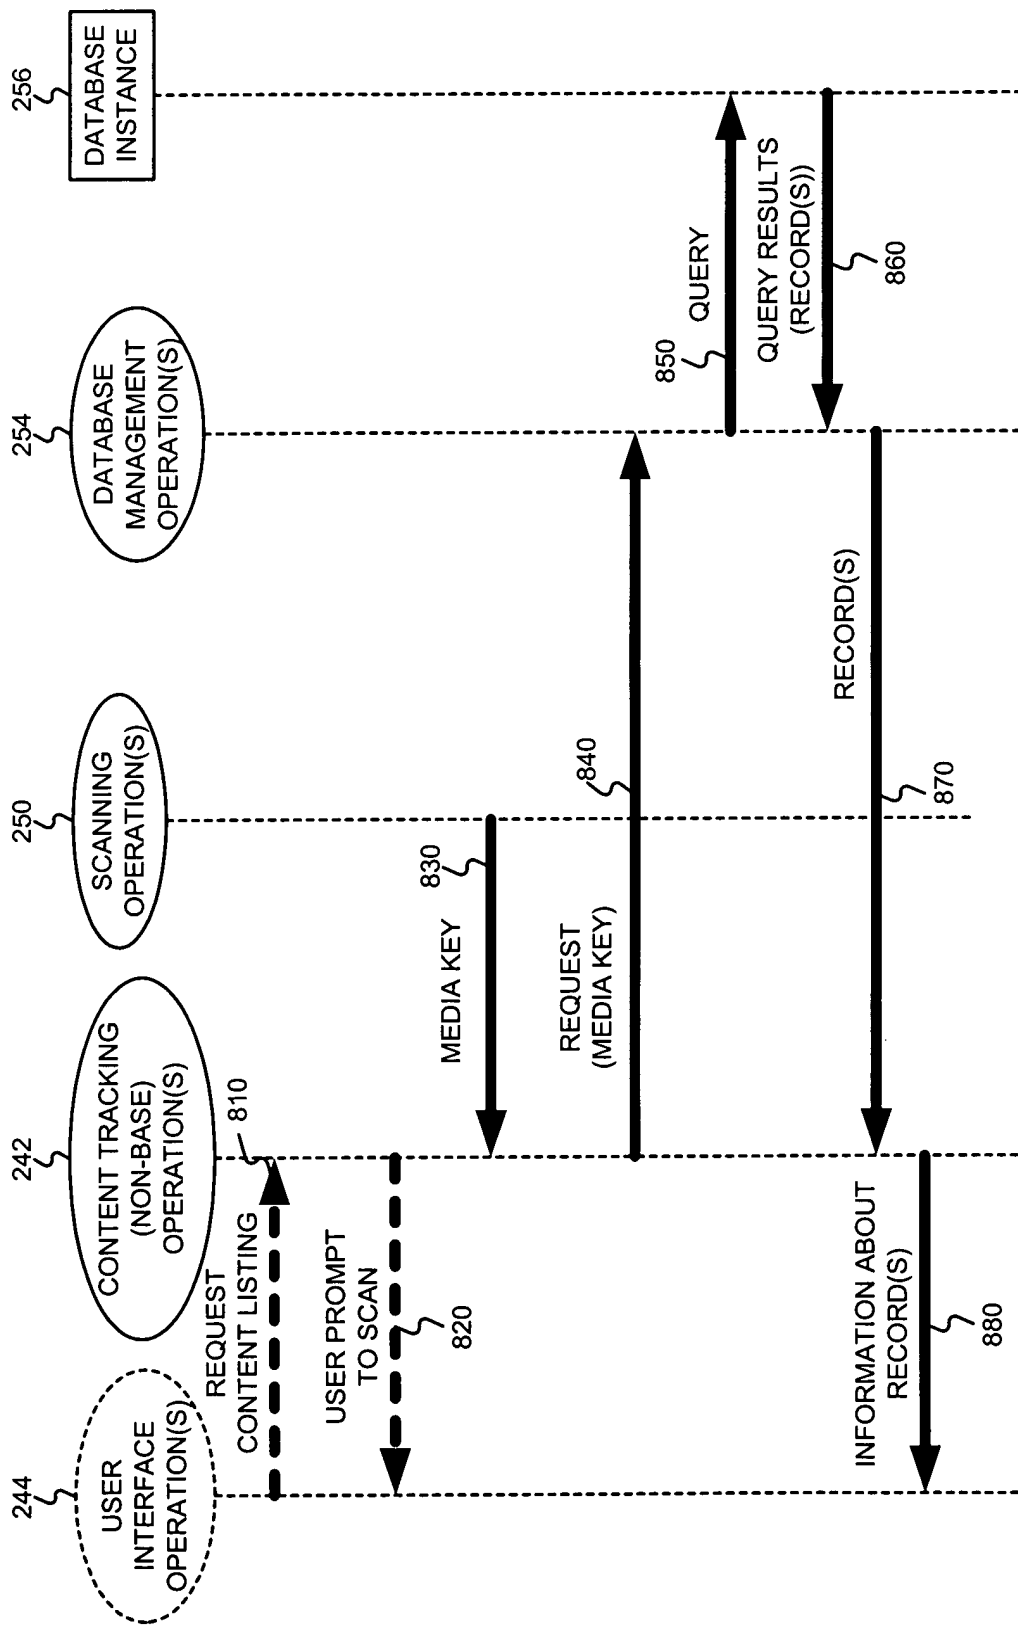 244
USER
INTERFACE
OPERATION(S)
242
CONTENT TRACKING
(NON-BASE)
OPERATION(S)
250
SCANNING
OPERATION(S)
254
DATABASE
MANAGEMENT
OPERATION(S)
256
DATABASE
INSTANCE
REQUEST
CONTENT LISTING
810
USER PROMPT
TO SCAN
820
MEDIA KEY
830
REQUEST
(MEDIA KEY)
840
850
QUERY
QUERY RESULTS
(RECORD(S))
860
RECORD(S)
870
INFORMATION ABOUT
RECORD(S)
880